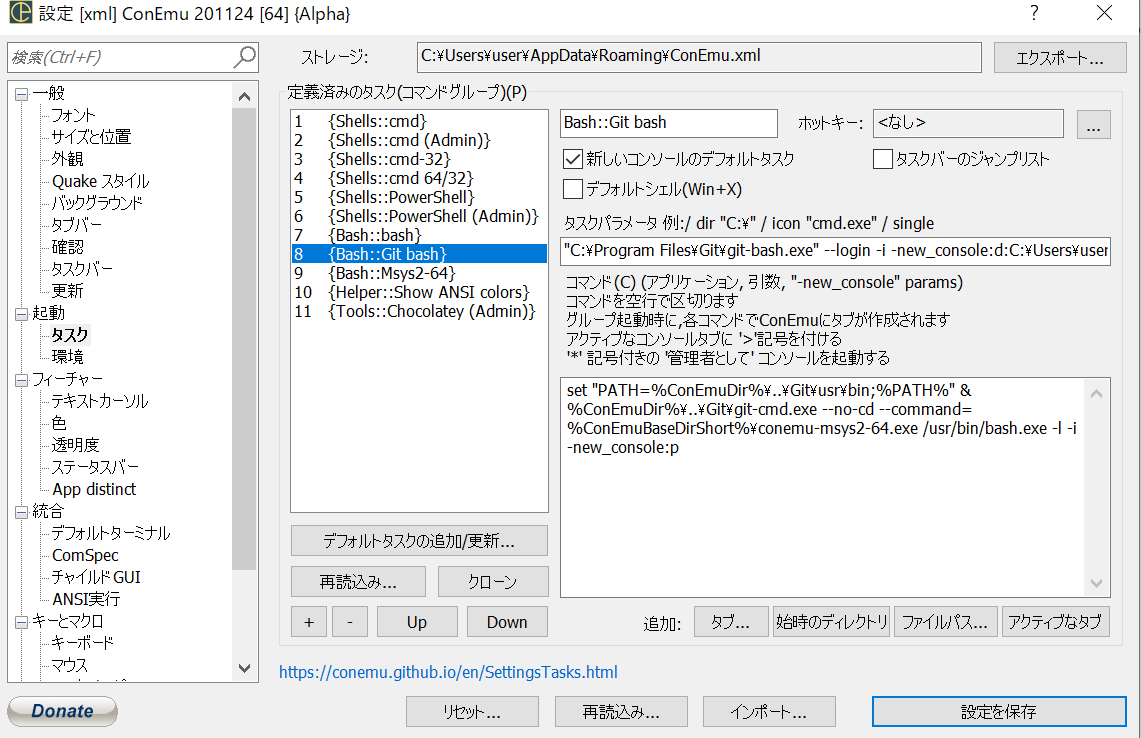 設定 [xml] ConEmu 201124 [64] {Alpha}
検索(Ctrl+F)
ストレージ:
C:¥Users¥user¥AppData¥Roaming¥ConEmu.xml
エクスポート...
一般
フォント
サイズと位置
外観
Quake スタイル
バックグラウンド
タブバー
確認
タスクバー
更新
起動
タスク
環境
フィーチャー
テキストカーソル
色
透明度
ステータスバー
App distinct
統合
デフォルトターミナル
ComSpec
チャイルド GUI
ANSI実行
キーとマクロ
キーボード
マウス
定義済みのタスク(コマンドグループ)(P)
1 {Shells::cmd}
2 {Shells::cmd (Admin)}
3 {Shells::cmd-32}
4 {Shells::cmd 64/32}
5 {Shells::PowerShell}
6 {Shells::PowerShell (Admin)}
7 {Bash::bash}
8 {Bash::Git bash}
9 {Bash::Msys2-64}
10 {Helper::Show ANSI colors}
11 {Tools::Chocolatey (Admin)}
デフォルトタスクの追加/更新...
再読込み...
クローン
+
-
Up
Down
Bash::Git bash
ホットキー:
<なし>
...
新しいコンソールのデフォルトタスク
タスクバーのジャンプリスト
デフォルトシェル(Win+X)
タスクパラメータ 例:/ dir "C:¥" / icon "cmd.exe" / single
"C:¥Program Files¥Git¥git-bash.exe" --login -i -new_console:d:C:¥Users¥user
コマンド(C) (アプリケーション, 引数, "-new_console" params)
コマンドを空行で区切ります
グループ起動時に,各コマンドでConEmuにタブが作成されます
アクティブなコンソールタブに '>'記号を付ける
'*' 記号付きの '管理者として' コンソールを起動する
set "PATH=%ConEmuDir%¥..¥Git¥usr¥bin;%PATH%" &
%ConEmuDir%¥..¥Git¥git-cmd.exe --no-cd --command=
%ConEmuBaseDirShort%¥conemu-msys2-64.exe /usr/bin/bash.exe -l -i
-new_console:p
追加:
タブ...
始時のディレクトリ
ファイルパス...
アクティブなタブ
https://conemu.github.io/en/SettingsTasks.html
Donate
リセット...
再読込み...
インポート...
設定を保存